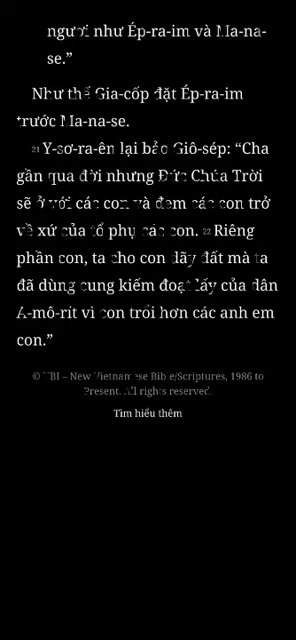 ngươi như Ép-ra-im và Ma-na-
se.”
Như thế Gia-cốp đặt Ép-ra-im
trước Ma-na-se.
21 Y-sơ-ra-ên lại bảo Giô-sép: “Cha
gần qua đời nhưng Đức Chúa Trời
sẽ ở với các con và đem các con trở
về xứ của tổ phụ các con. 22 Riêng
phần con, ta cho con dãy đất mà ta
đã dùng cung kiếm đoạt lấy của dân
A-mô-rít vì con trổi hơn các anh em
con.”
© VBI – New Vietnamese Bible/Scriptures, 1986 to
Present. All rights reserved.
Tìm hiểu thêm